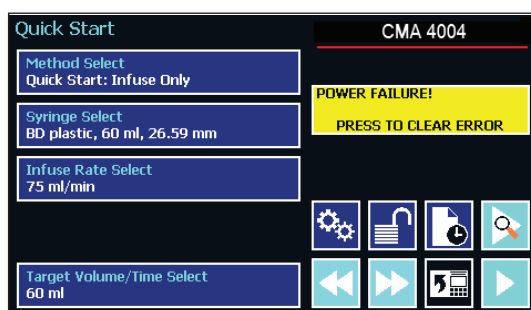 Quick Start
CMA 4004
Method Select
Quick Start: Infuse Only
POWER FAILURE!
PRESS TO CLEAR ERROR
Syringe Select
BD plastic, 60 ml, 26.59 mm
Infuse Rate Select
75 ml/min
Target Volume/Time Select
60 ml